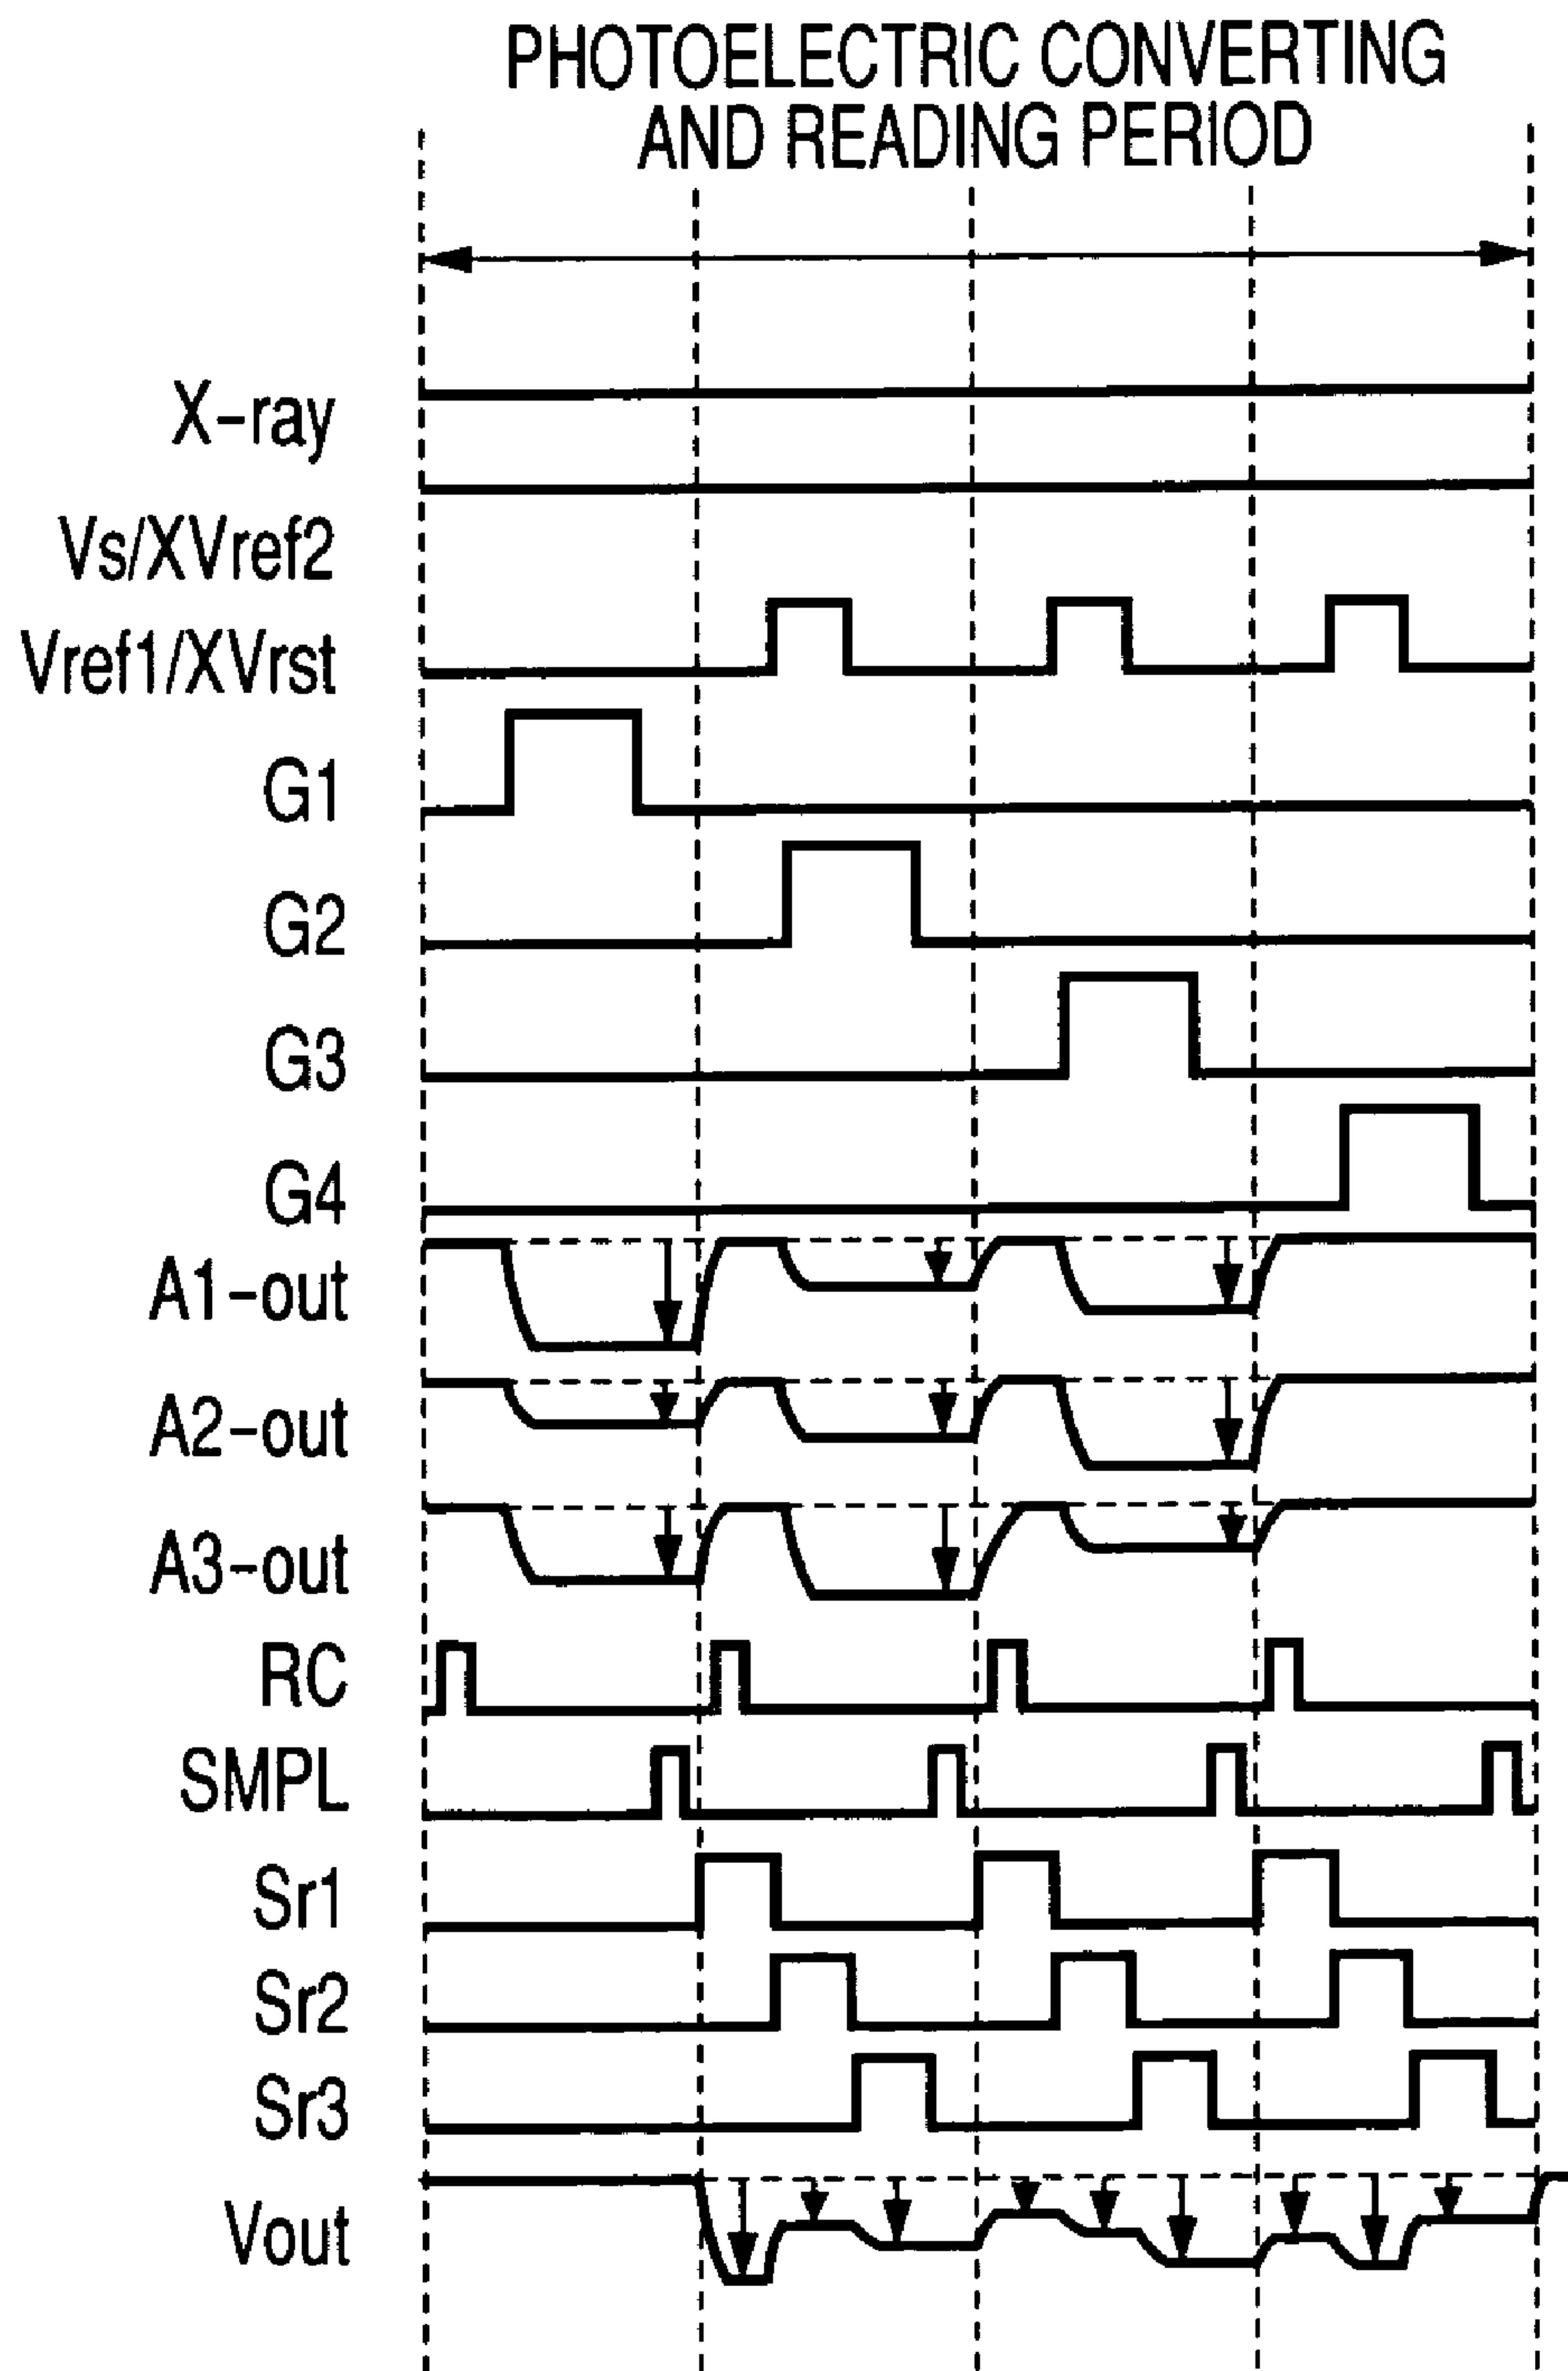 PHOTOELECTRIC CONVERTING
AND READING PERIOD
X-ray
Vs/XVref2
Vref1/XVrst
G1
G2
G3
G4
A1-out
A2-out
A3-out
RC
SMPL
Sr1
Sr2
Sr3
Vout